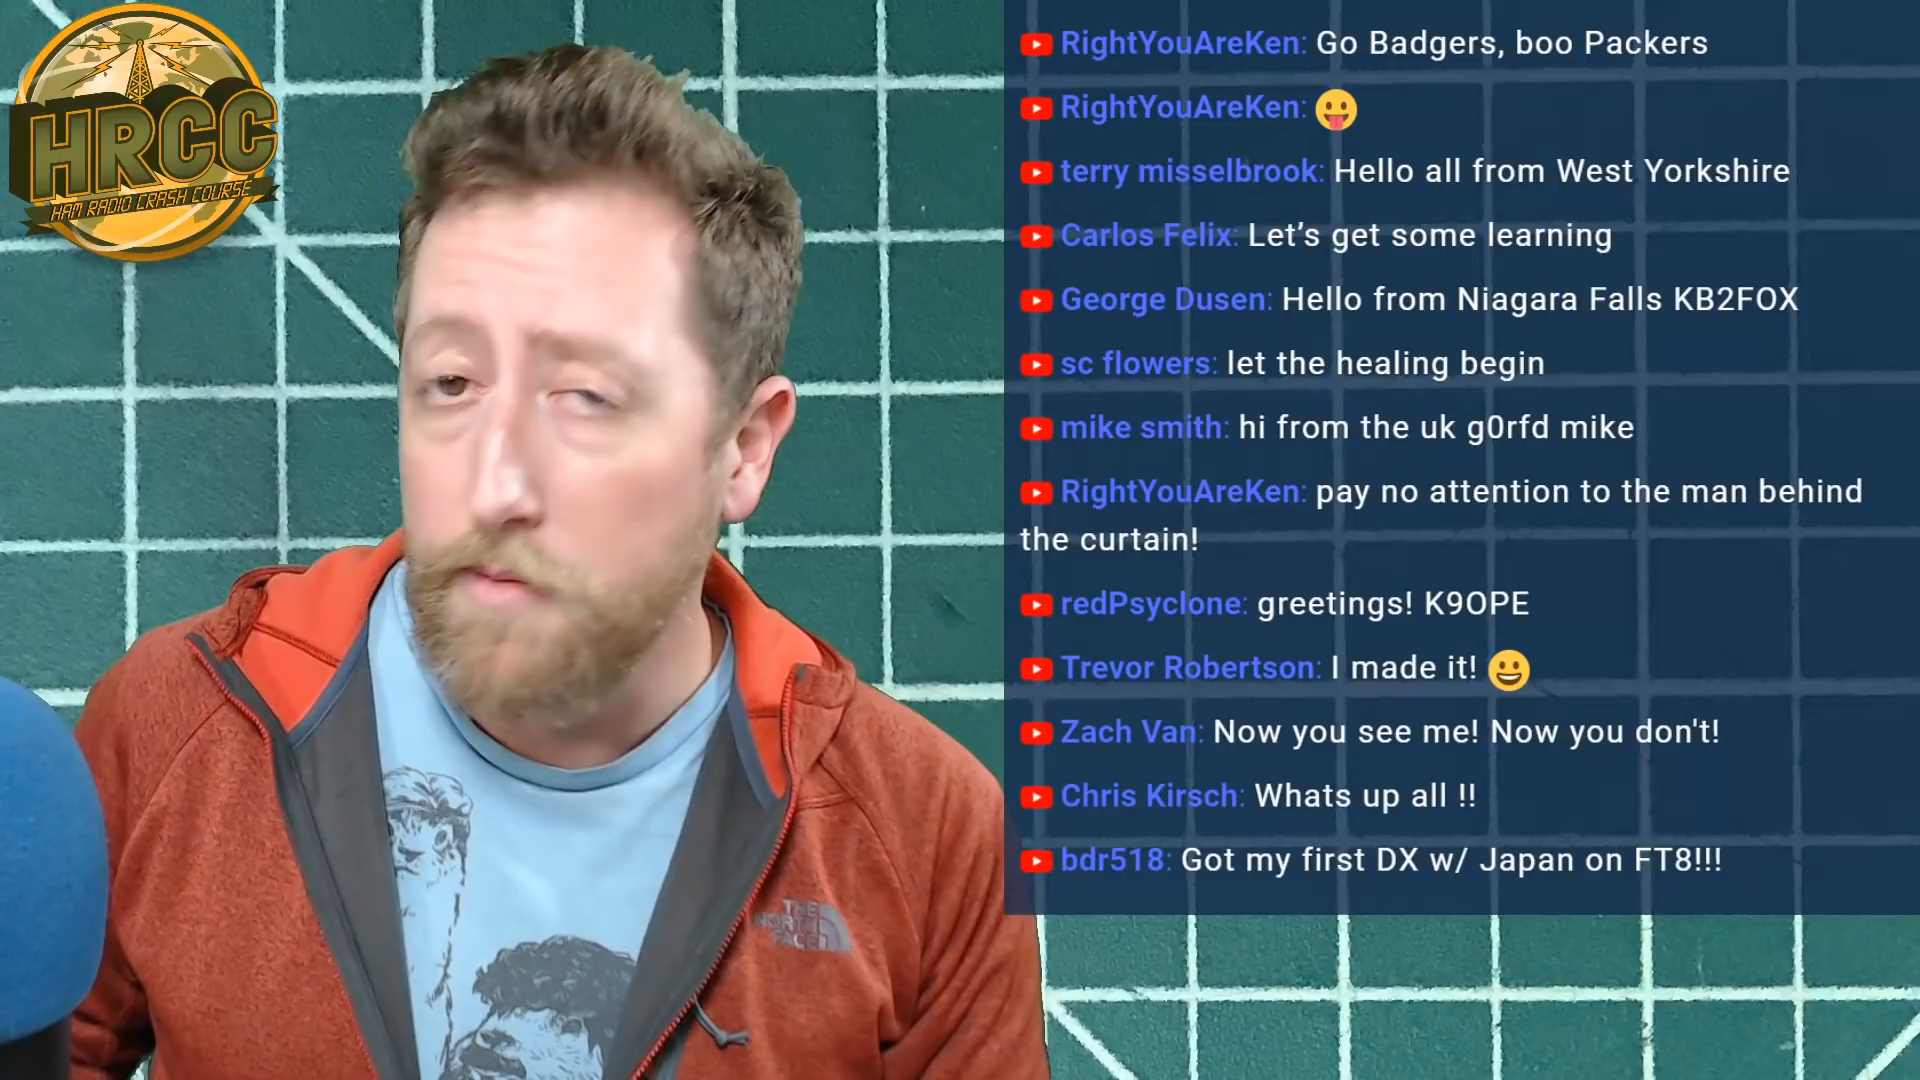 HRCC
HAM RADIO CRASH COURSE
RightYouAreKen: Go Badgers, boo Packers
RightYouAreKen: 😛
terry misselbrook: Hello all from West Yorkshire
Carlos Felix: Let’s get some learning
George Dusen: Hello from Niagara Falls KB2FOX
sc flowers: let the healing begin
mike smith: hi from the uk g0rfd mike
RightYouAreKen: pay no attention to the man behind
the curtain!
redPsyclone: greetings! K9OPE
Trevor Robertson: I made it! 😀
Zach Van: Now you see me! Now you don't!
Chris Kirsch: Whats up all !!
bdr518: Got my first DX w/ Japan on FT8!!!
THE
NORTH
FACE